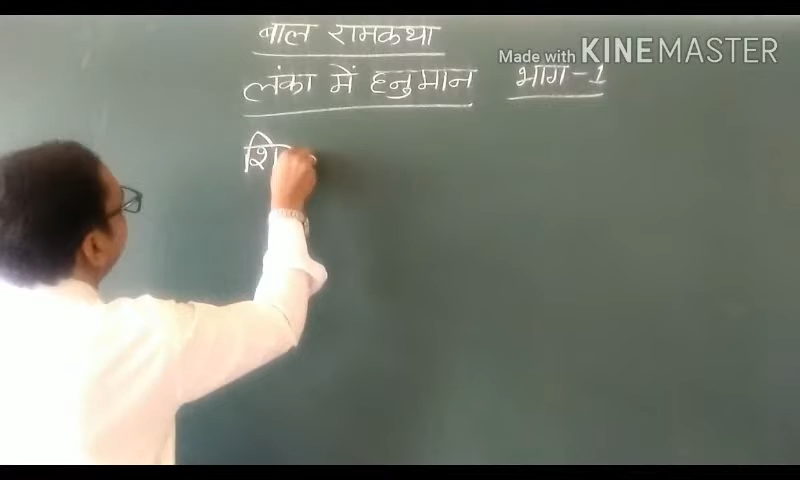 बाल रामकथा
Made with KINEMASTER
लंका में हनुमान भाग-1
शि